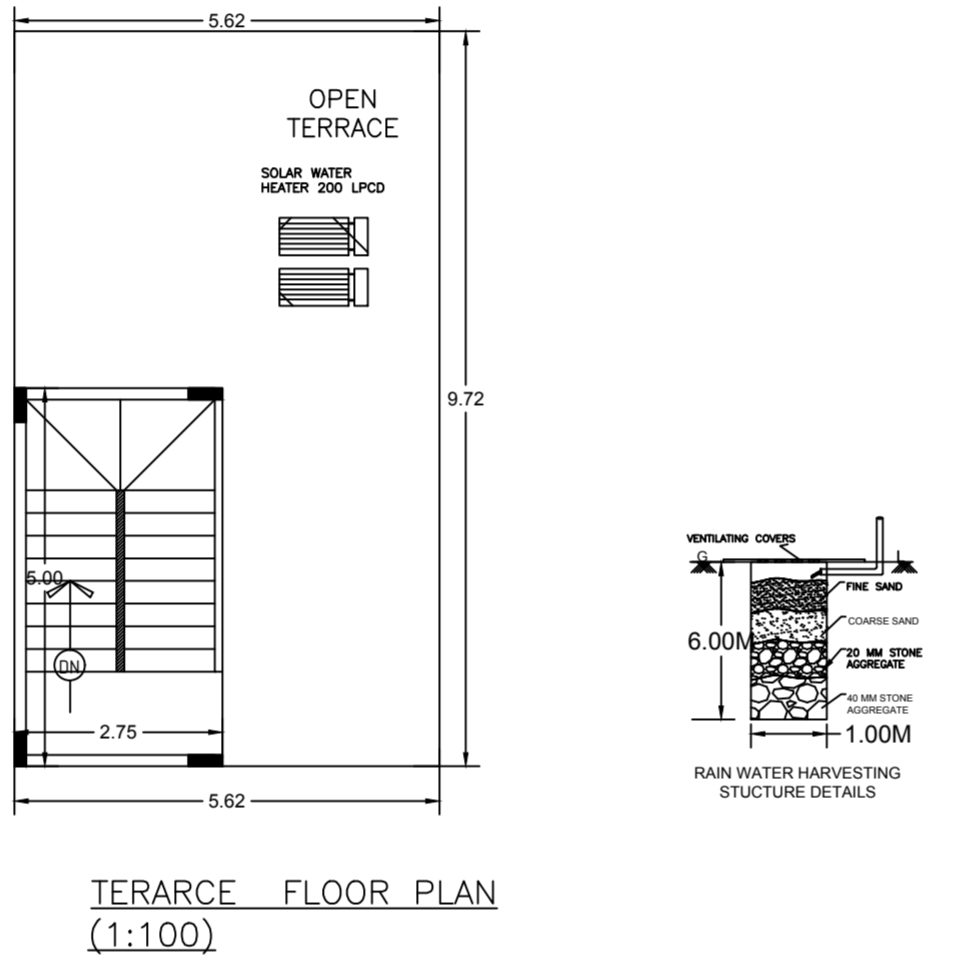 5.62
OPEN
TERRACE
SOLAR WATER
HEATER 200 LPCD
9.72
5.00
DN
2.75
5.62
TERARCE FLOOR PLAN
(1:100)
VENTILATING COVERS
G
L
FINE SAND
COARSE SAND
6.00M
20 MM STONE
AGGREGATE
40 MM STONE
AGGREGATE
1.00M
RAIN WATER HARVESTING
STUCTURE DETAILS